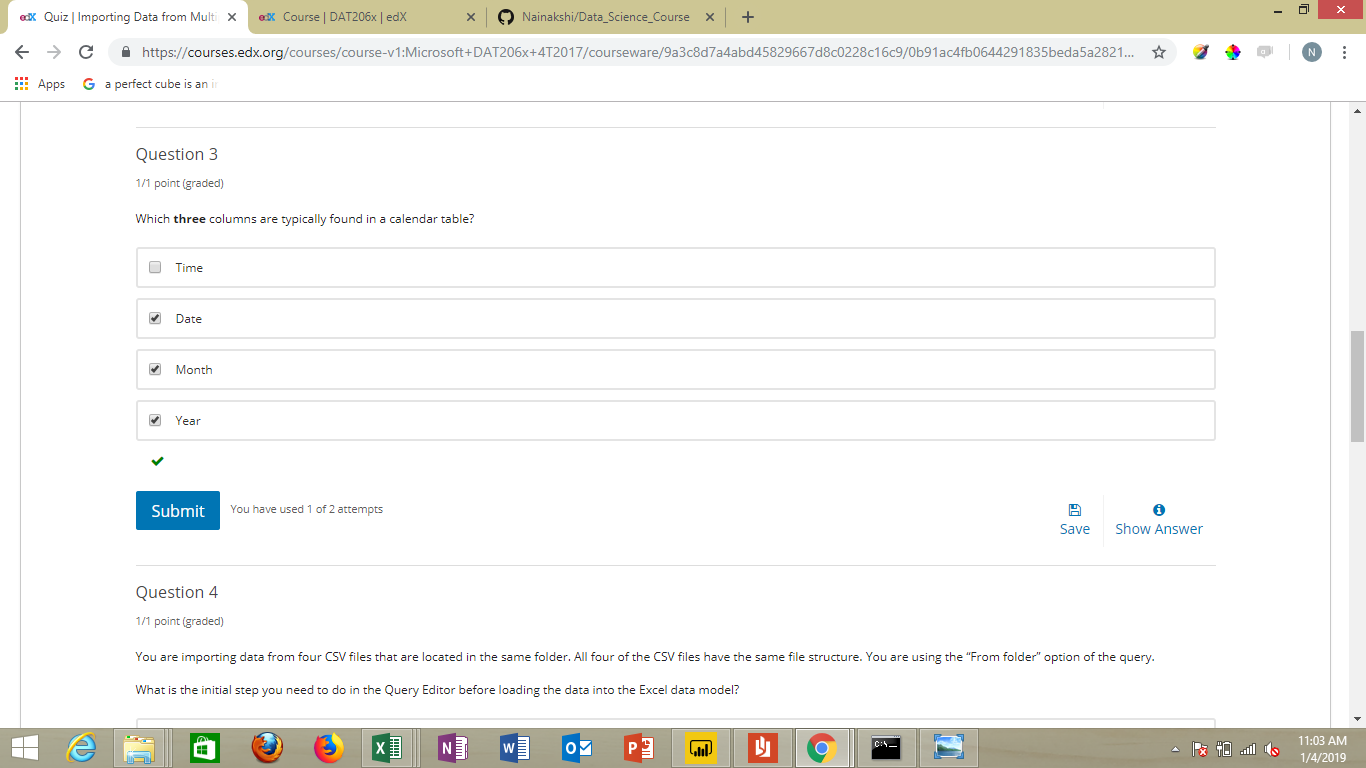 edX Quiz | Importing Data from Multi
edX Course | DAT206x | edX
Nainakshi/Data_Science_Course
https://courses.edx.org/courses/course-v1:Microsoft+DAT206x+4T2017/courseware/9a3c8d7a4abd45829667d8c0228c16c9/0b91ac4fb0644291835beda5a2821...
N
Apps
G a perfect cube is an i
Question 3
1/1 point (graded)
Which three columns are typically found in a calendar table?
Time
Date
Month
Year
Submit
You have used 1 of 2 attempts
Save
Show Answer
Question 4
1/1 point (graded)
You are importing data from four CSV files that are located in the same folder. All four of the CSV files have the same file structure. You are using the “From folder” option of the query.
What is the initial step you need to do in the Query Editor before loading the data into the Excel data model?
11:03 AM
1/4/2019